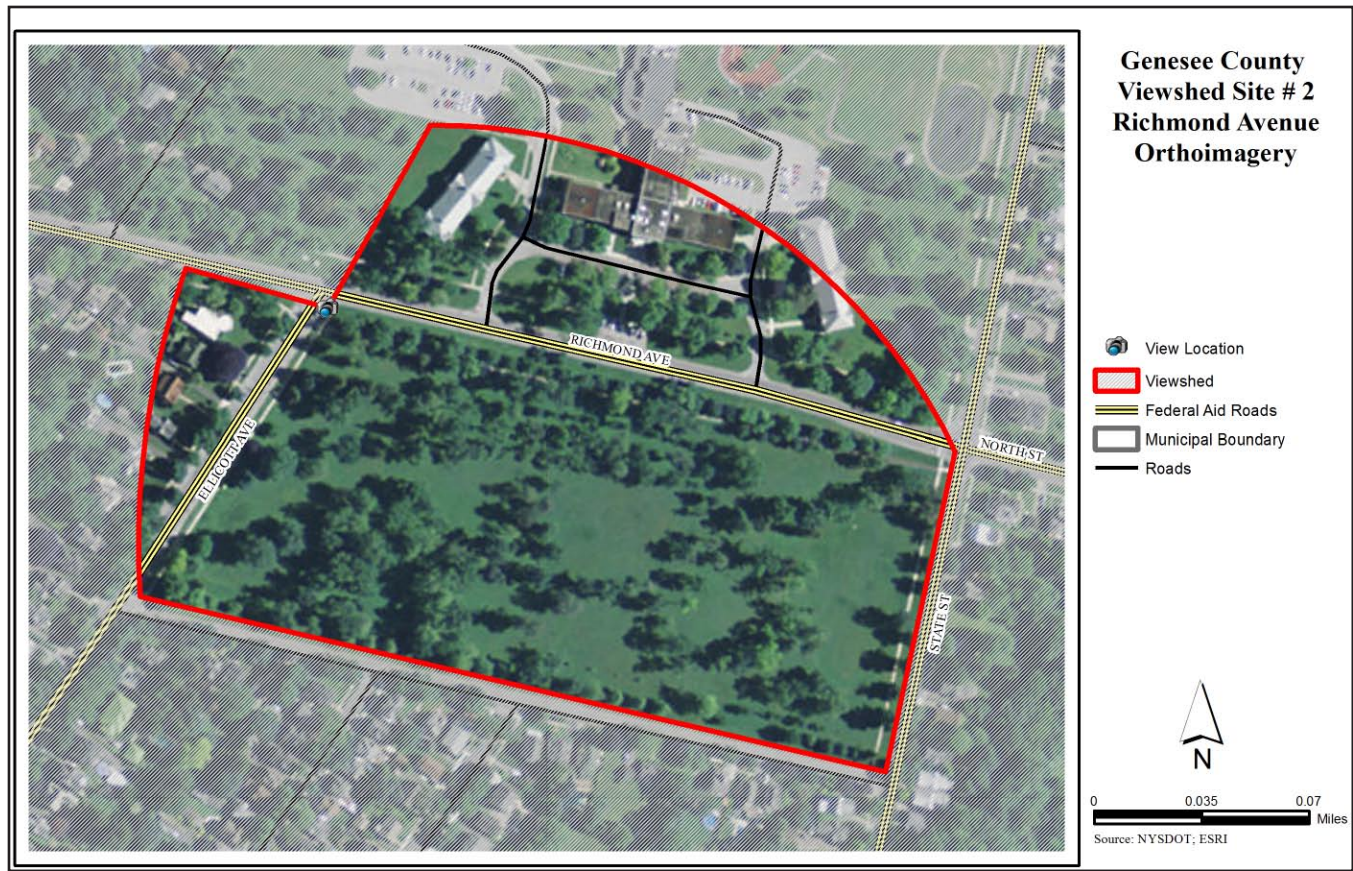 Genesee County
Viewshed Site # 2
Richmond Avenue
Orthoimagery
RICHMOND AVE
NORTH ST
ELLICOTT AVE
STATE ST
View Location
Viewshed
Federal Aid Roads
Municipal Boundary
Roads
N
0 0.035 0.07
Miles
Source: NYSDOT; ESRI